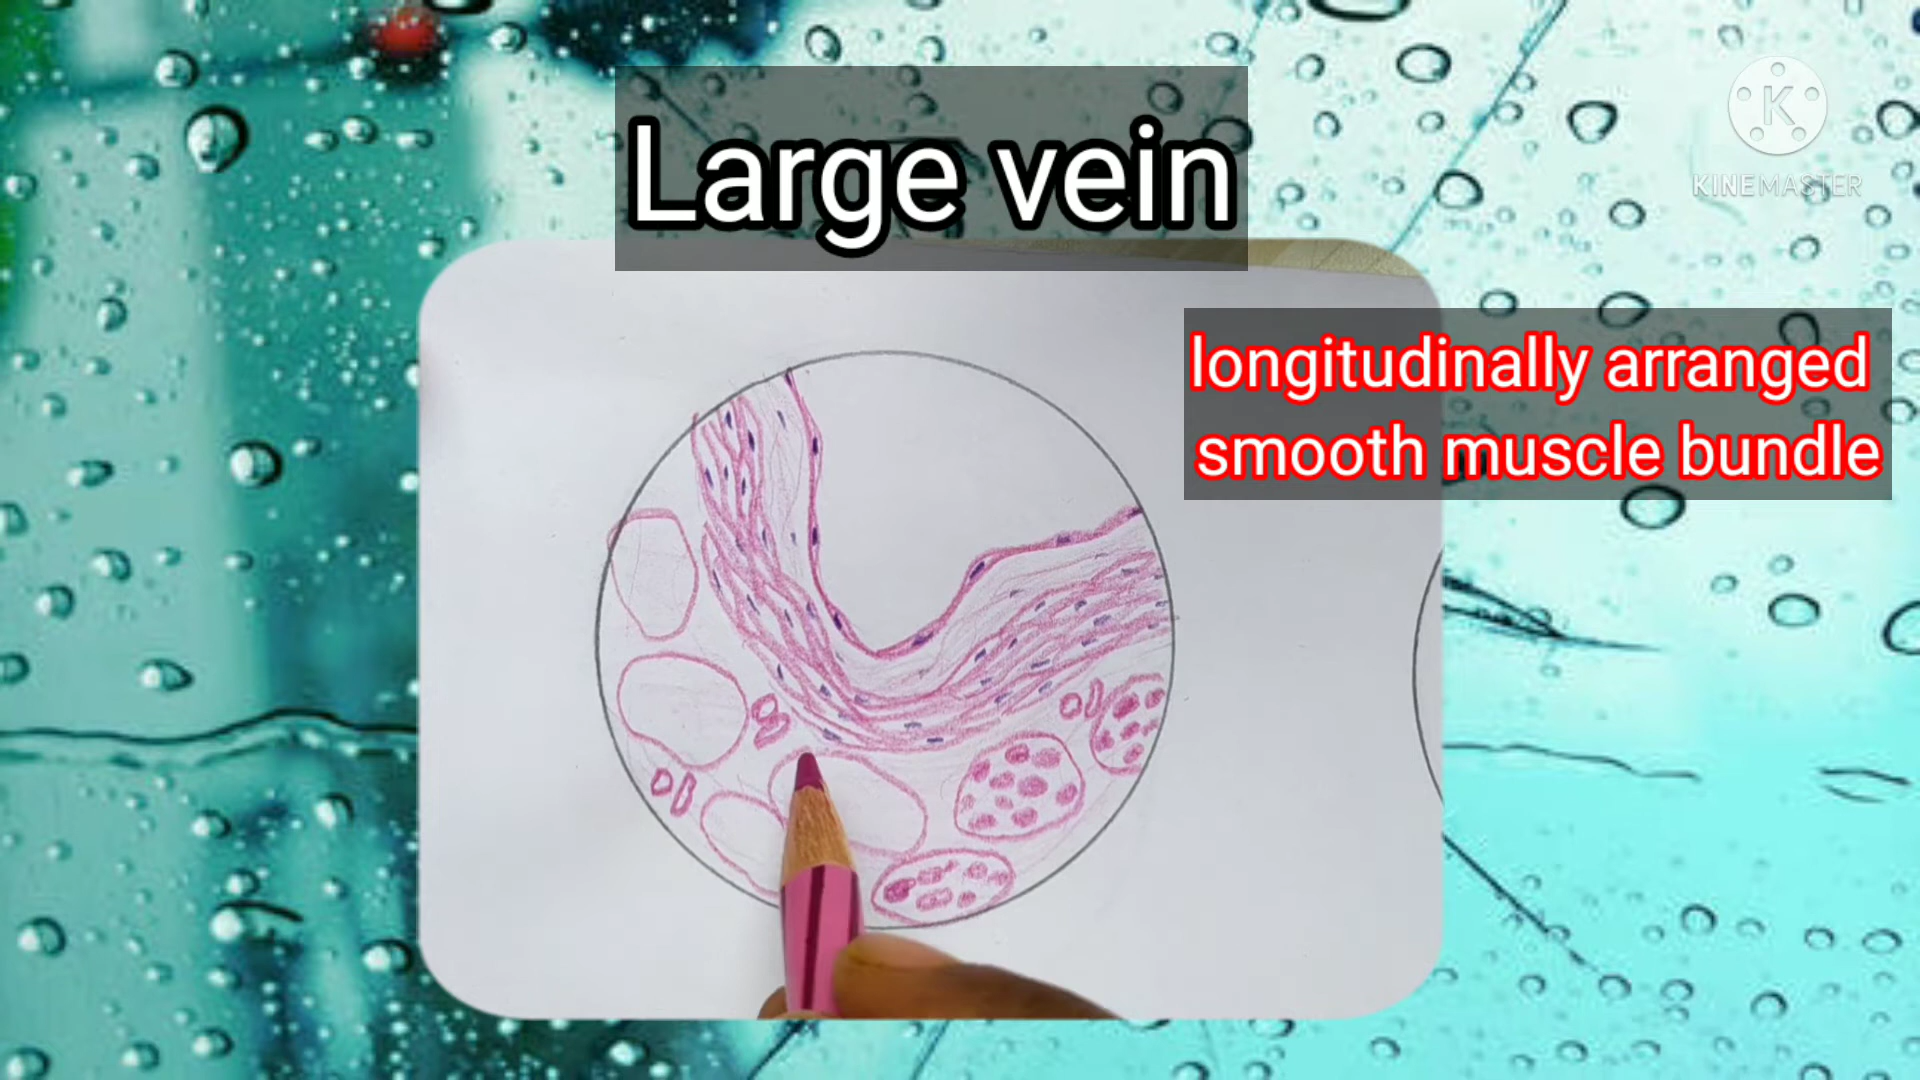 Large vein
K
KINEMASTER
longitudinally arranged
smooth muscle bundle